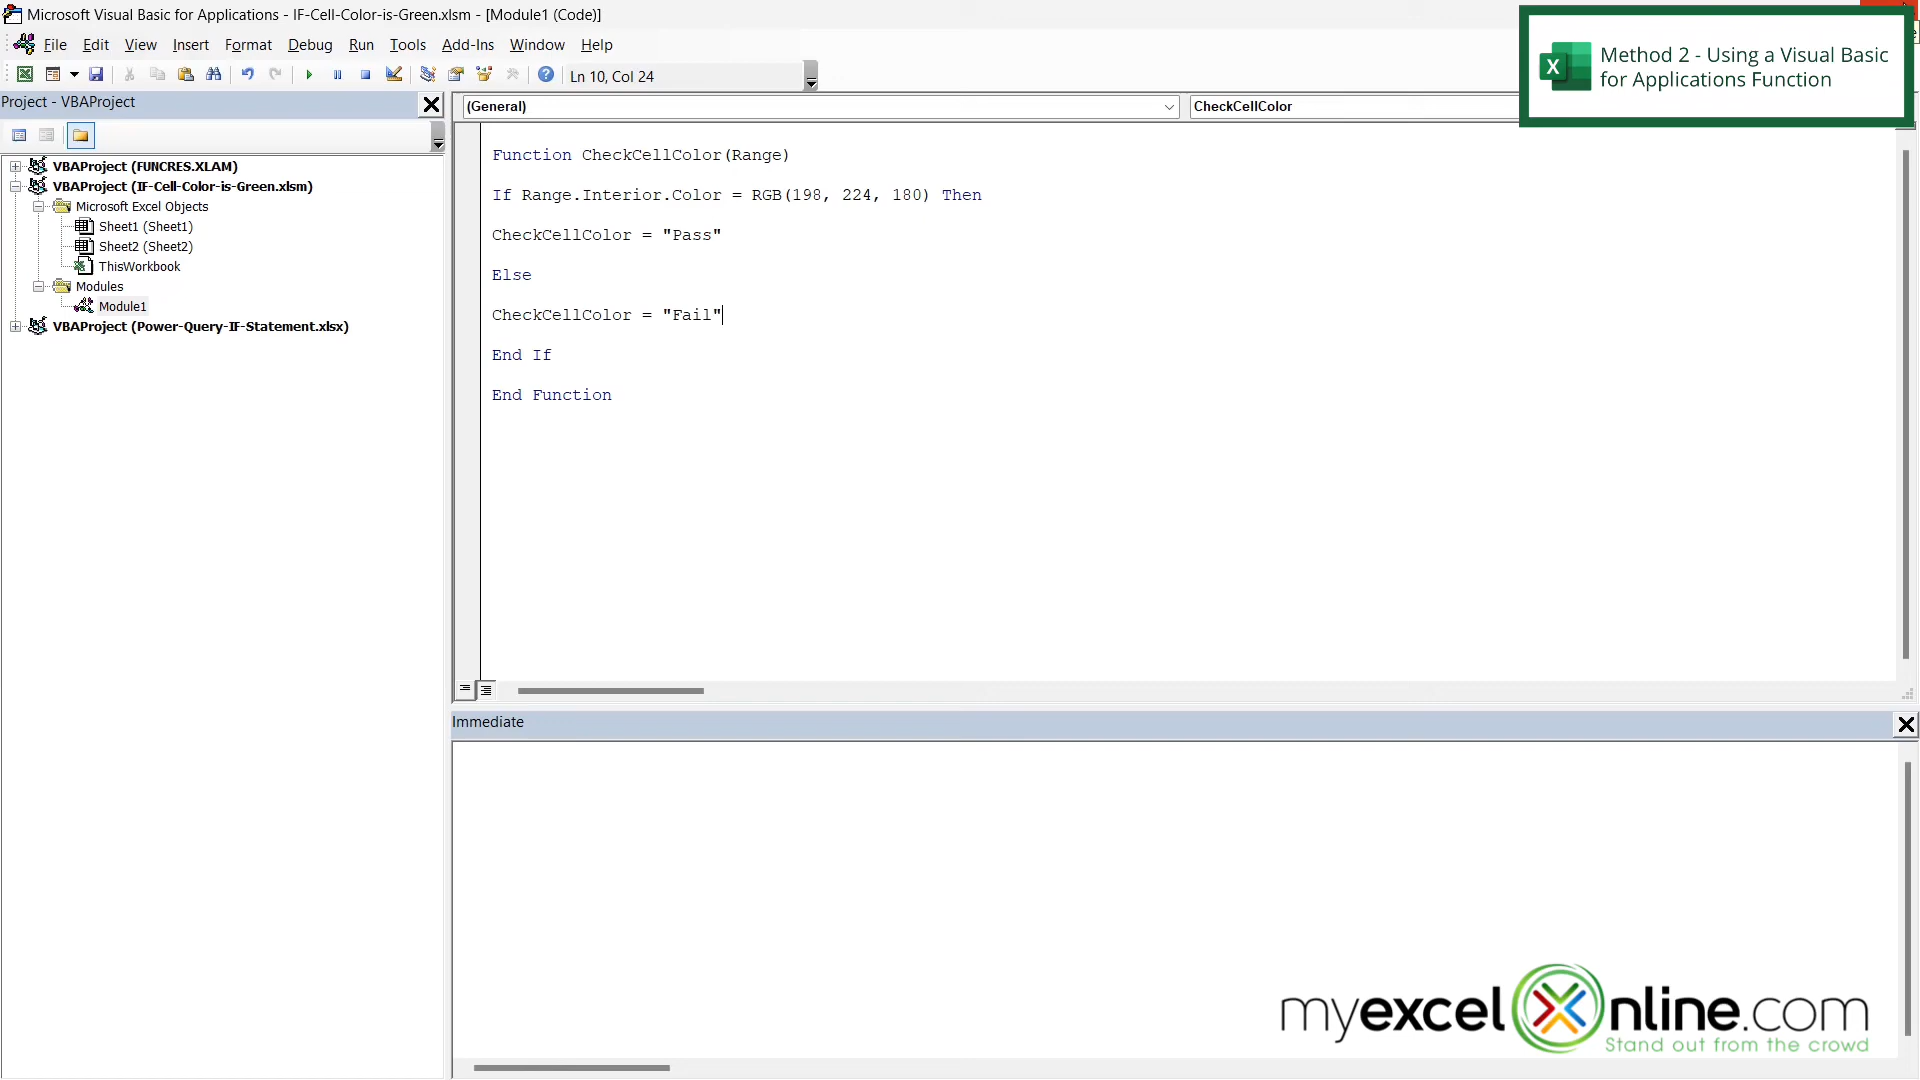 Microsoft Visual Basic for Applications - IF-Cell-Color-is-Green.xlsm - [Module1 (Code)]
File Edit View Insert Format Debug Run Tools Add-Ins Window Help
Ln 10, Col 24
Method 2 - Using a Visual Basic
for Applications Function
Project - VBAProject
(General)
CheckCellColor
VBAProject (FUNCRES.XLAM)
VBAProject (IF-Cell-Color-is-Green.xlsm)
Microsoft Excel Objects
Sheet1 (Sheet1)
Sheet2 (Sheet2)
ThisWorkbook
Modules
Module1
VBAProject (Power-Query-IF-Statement.xlsx)
Function CheckCellColor(Range)
If Range.Interior.Color = RGB(198, 224, 180) Then
CheckCellColor = "Pass"
Else
CheckCellColor = "Fail"
End If
End Function
Immediate
myexcelonline.com
Stand out from the crowd